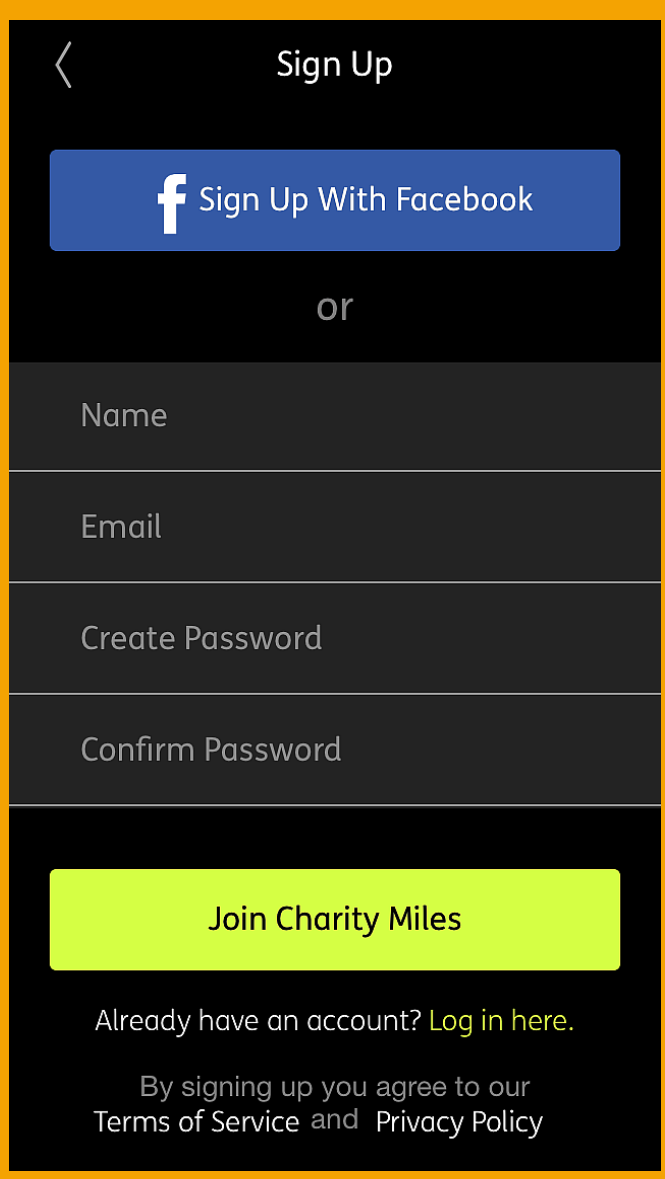 Sign Up
Sign Up With Facebook
or
Name
Email
Create Password
Confirm Password
Join Charity Miles
Already have an account? Log in here.
By signing up you agree to our
Terms of Service and Privacy Policy